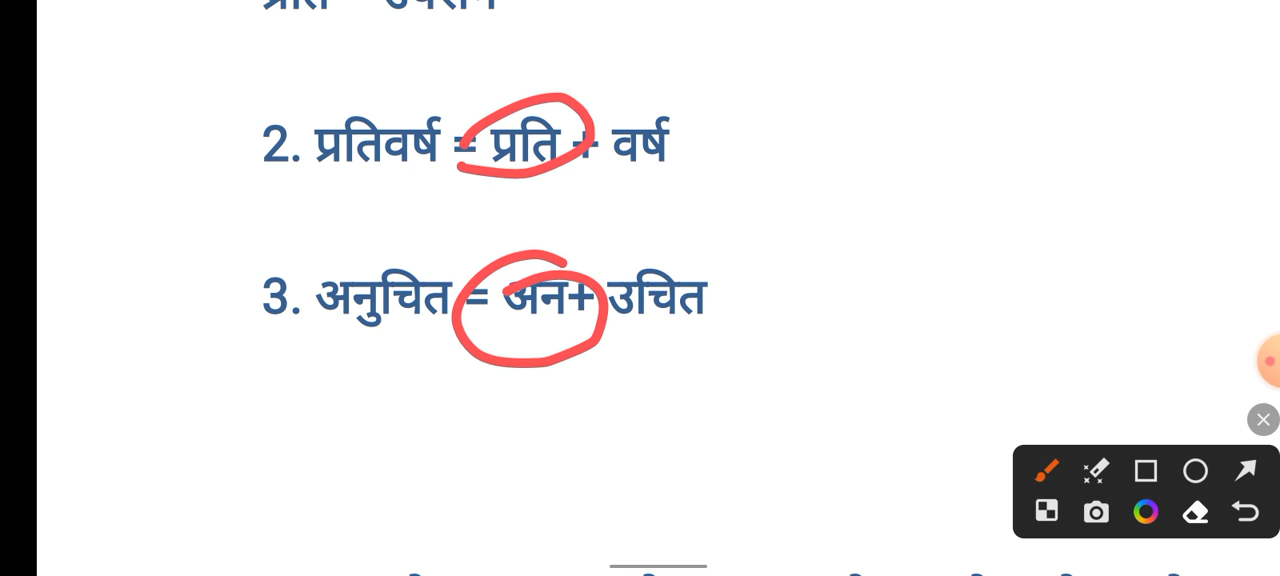 2. प्रतिवर्ष = प्रति + वर्ष
3. अनुचित = अन+ उचित